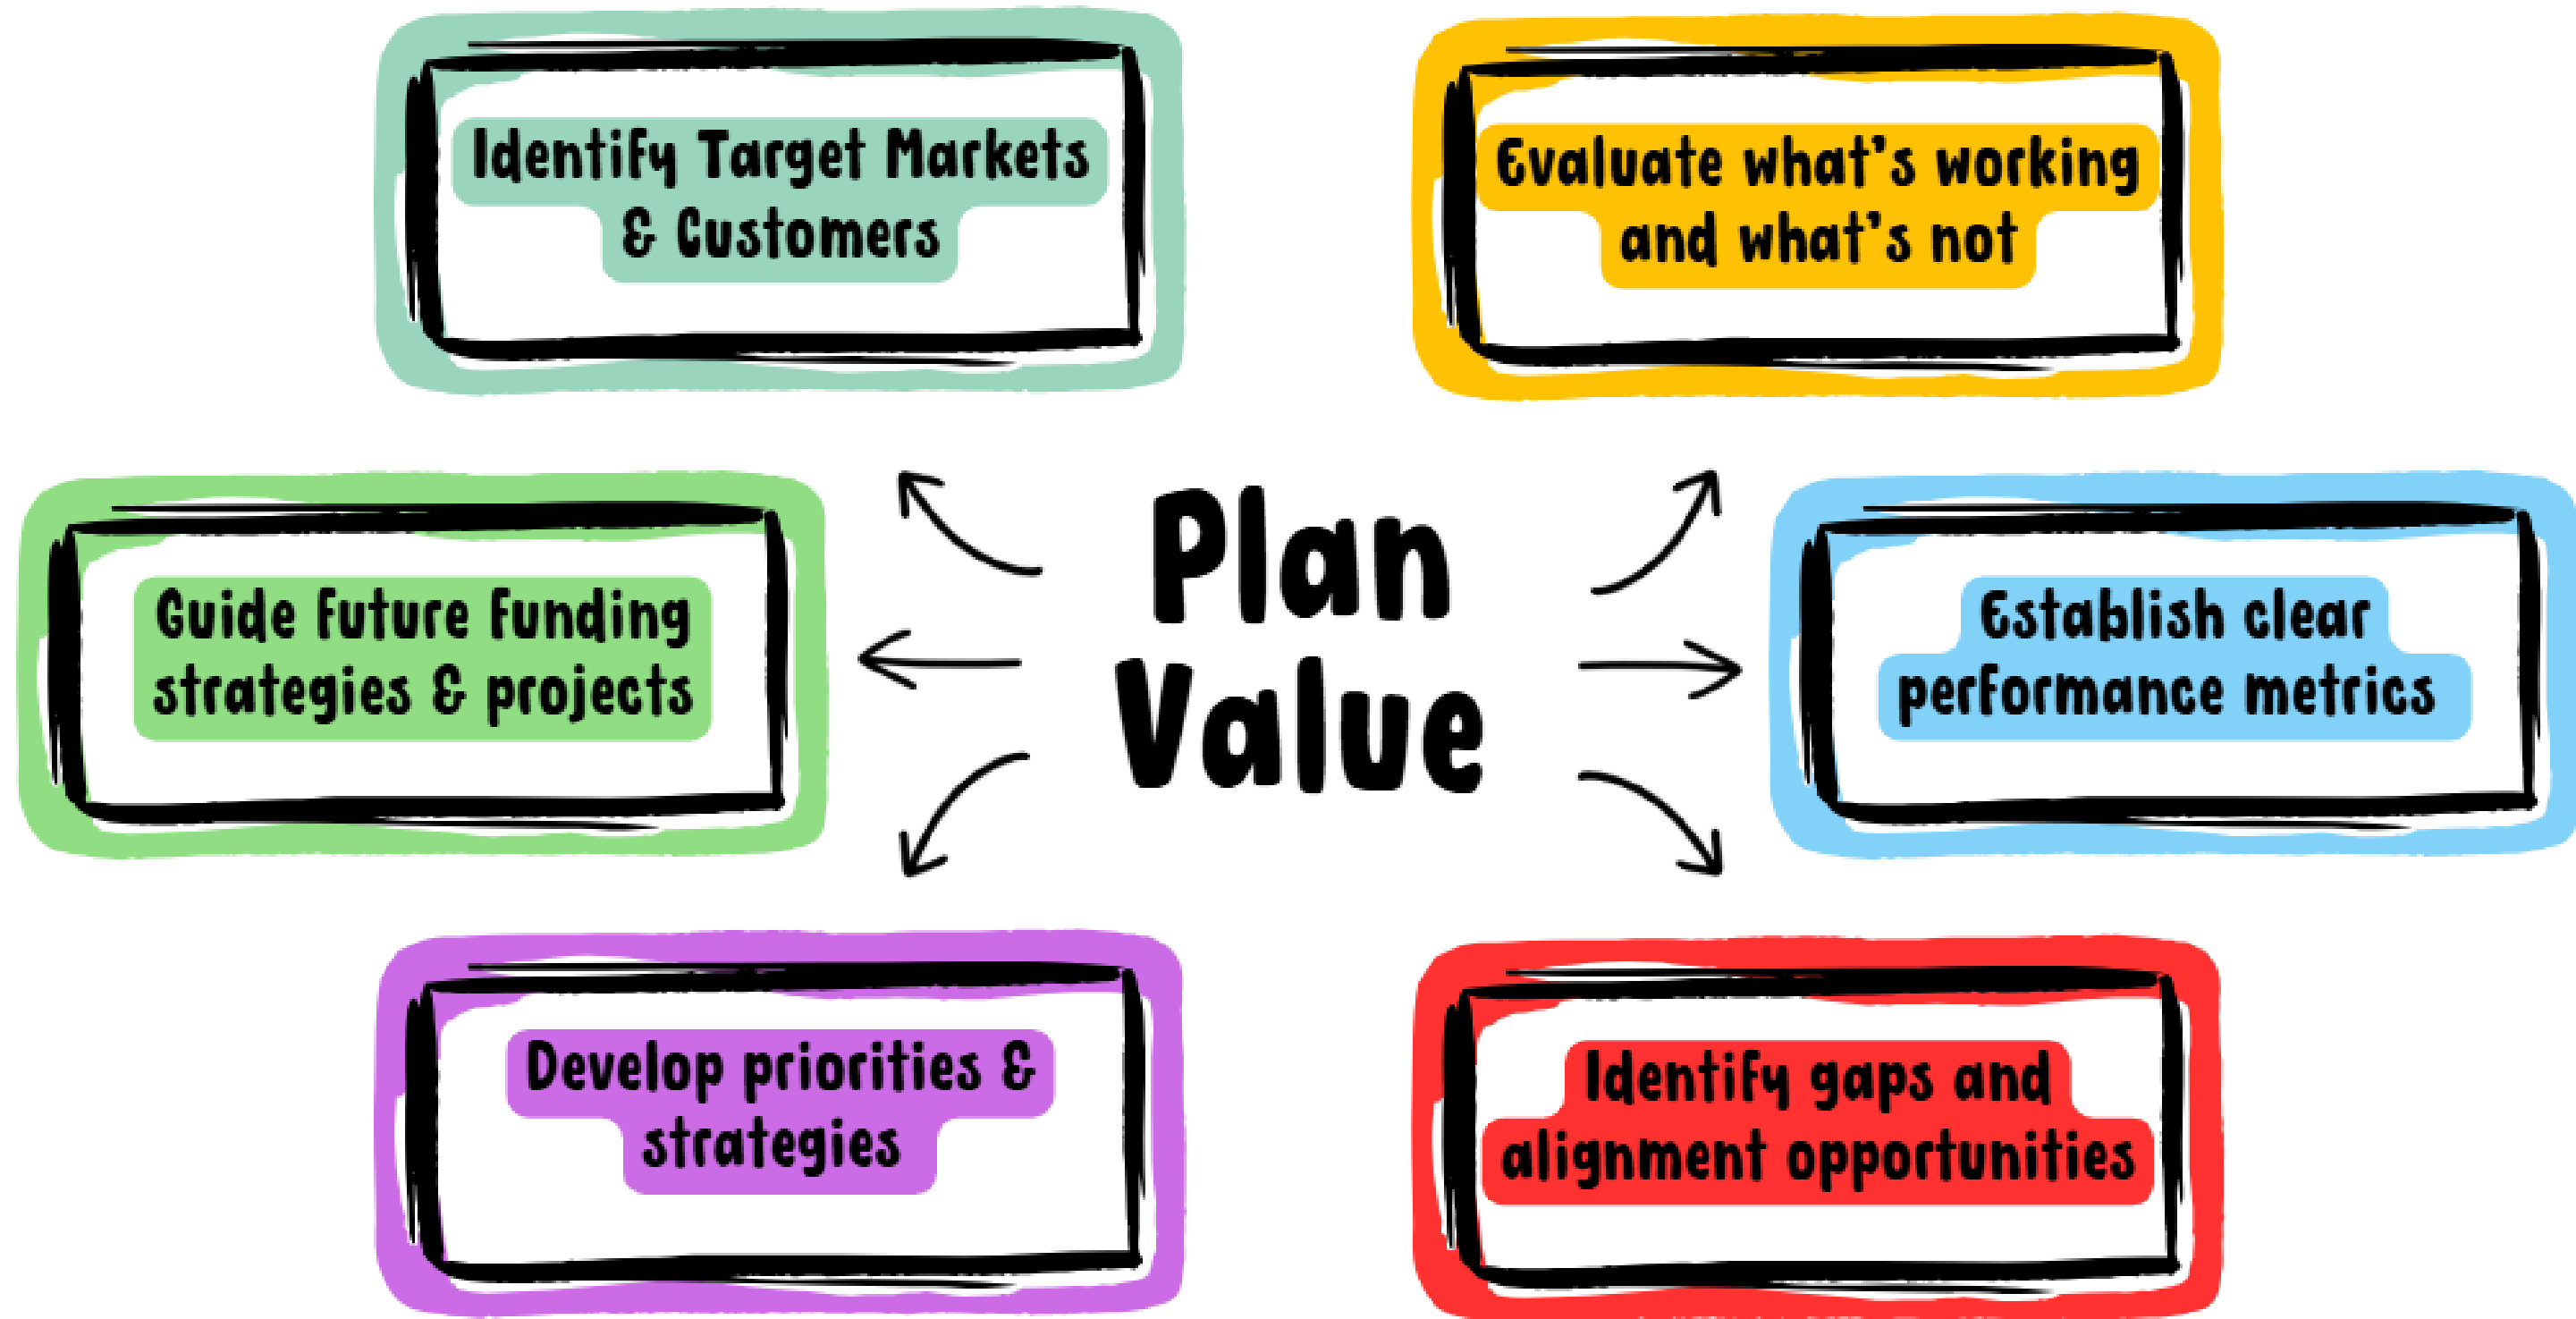 Identify Target Markets
& Customers
Evaluate what's working
and what's not
Guide future funding
strategies & projects
Plan
Value
Establish clear
performance metrics
Develop priorities &
strategies
Identify gaps and
alignment opportunities